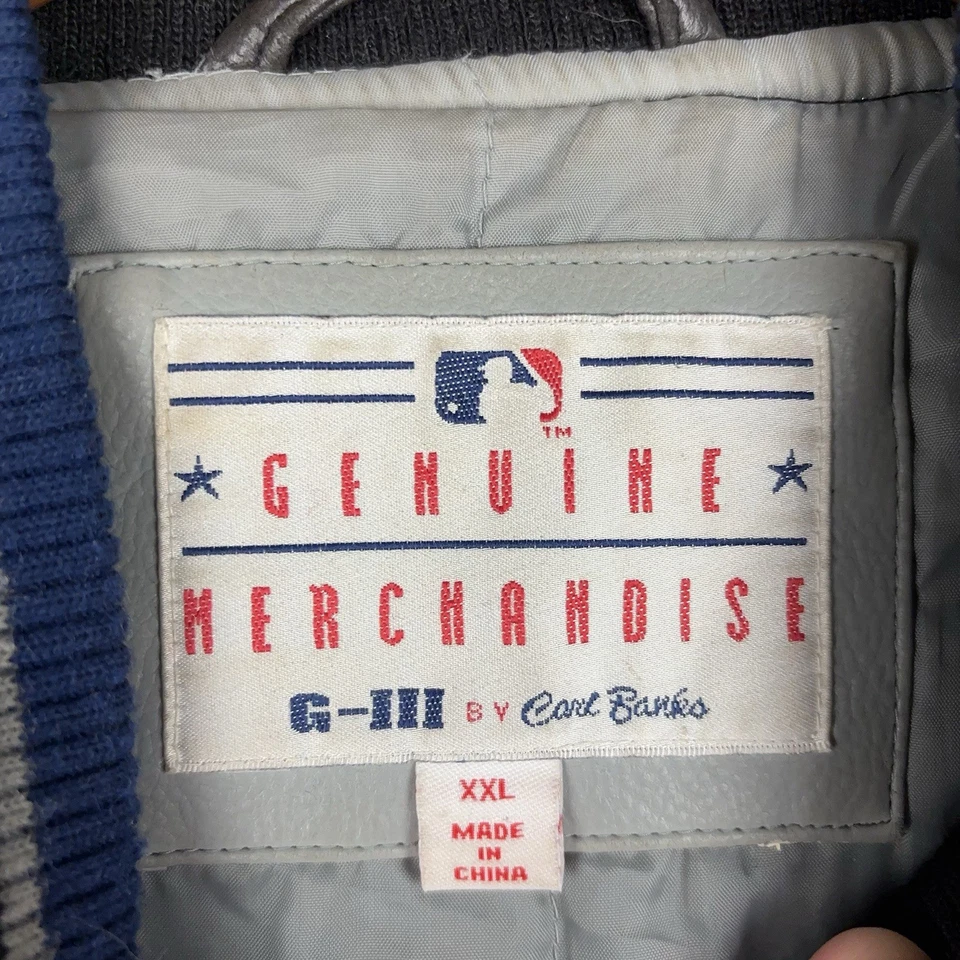 TM
GENUINE
MERCHANDISE
G-III BY Carl Banks
XXL
MADE
IN
CHINA